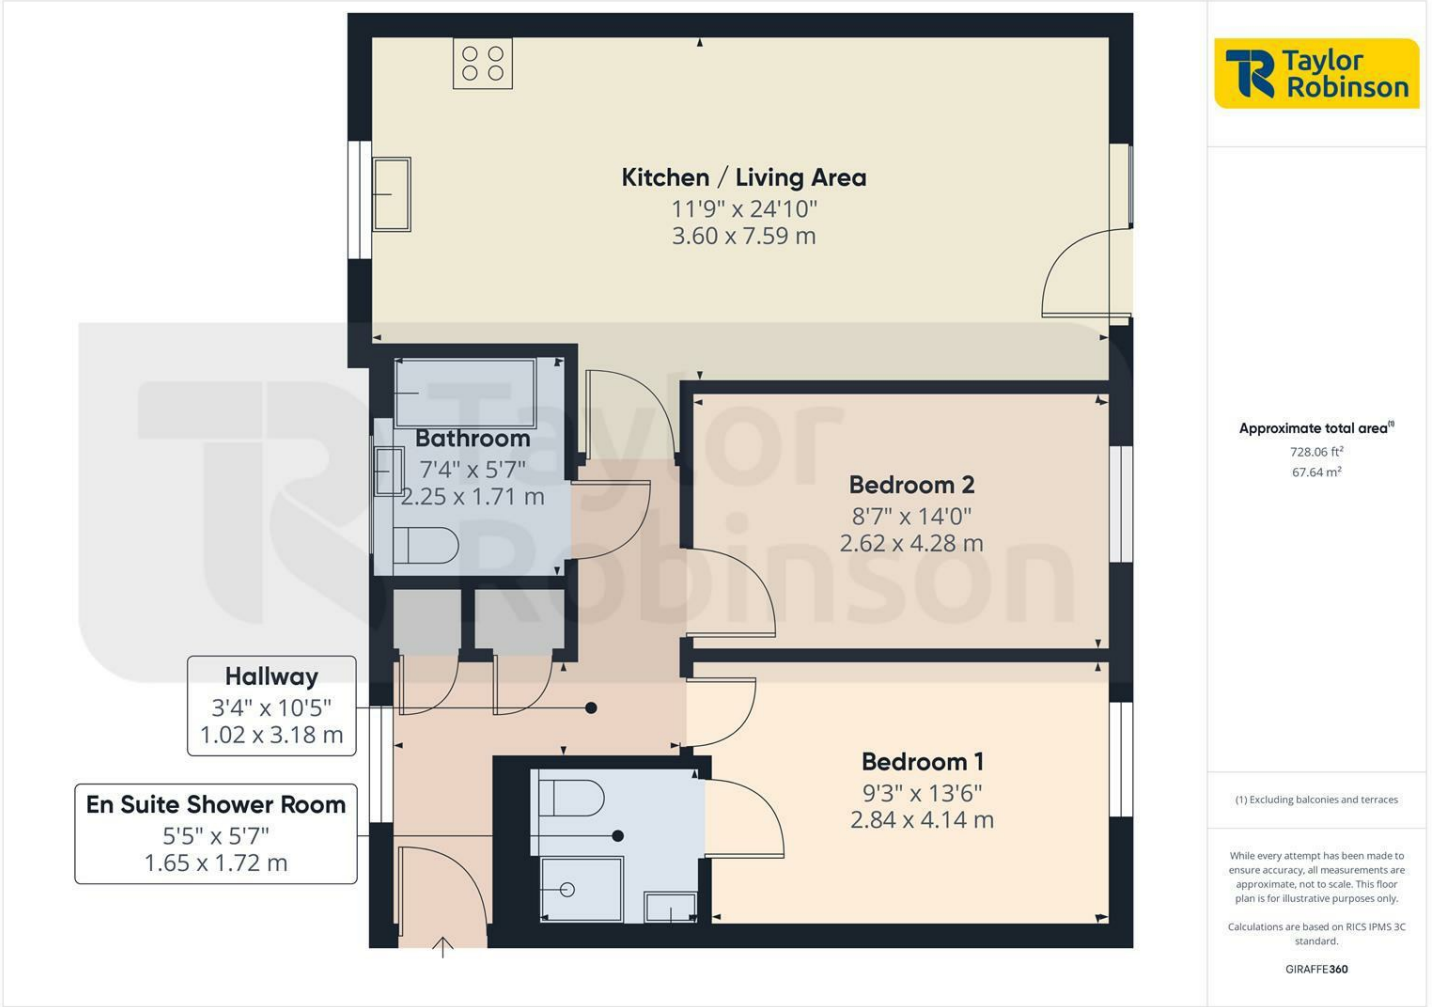 Taylor
Robinson
Kitchen / Living Area
11'9" x 24'10"
3.60 x 7.59 m
Taylor
Robinson
Bathroom
7'4" x 5'7"
2.25 x 1.71 m
Bedroom 2
8'7" x 14'0"
2.62 x 4.28 m
Hallway
3'4" x 10'5"
1.02 x 3.18 m
En Suite Shower Room
5'5" x 5'7"
1.65 x 1.72 m
Bedroom 1
9'3" x 13'6"
2.84 x 4.14 m
Approximate total area(1)
728.06 ft²
67.64 m²
(1) Excluding balconies and terraces
While every attempt has been made to
ensure accuracy, all measurements are
approximate, not to scale. This floor
plan is for illustrative purposes only.
Calculations are based on RICS IPMS 3C
standard.
GIRAFFE360